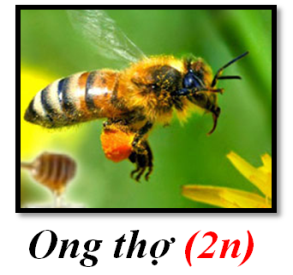 Ong thợ (2n)